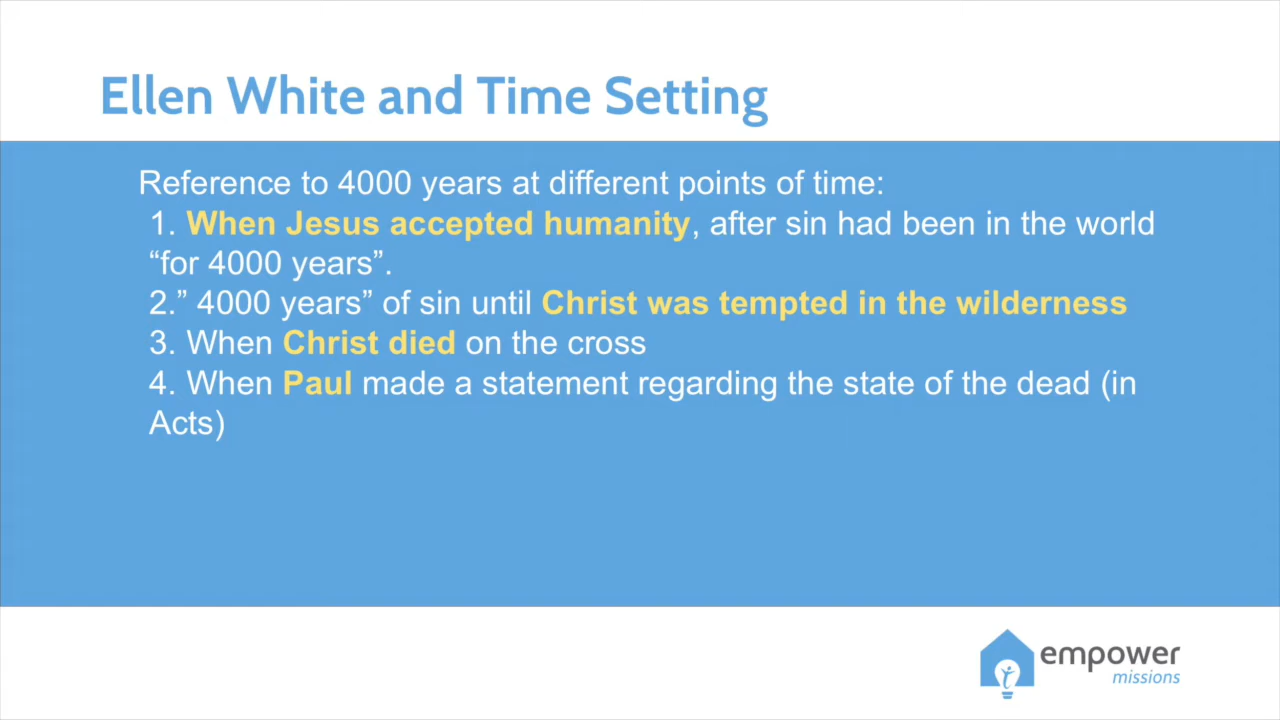 Ellen White and Time Setting
Reference to 4000 years at different points of time:
1. When Jesus accepted humanity, after sin had been in the world
“for 4000 years”.
2.” 4000 years” of sin until Christ was tempted in the wilderness
3. When Christ died on the cross
4. When Paul made a statement regarding the state of the dead (in
Acts)
empower
missions